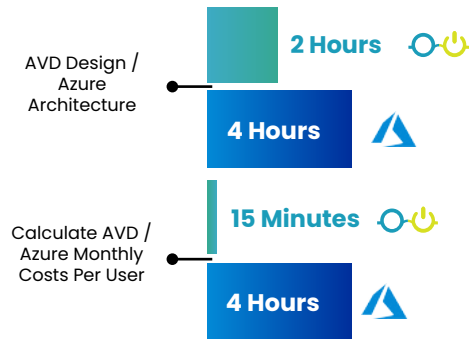 AVD Design /
Azure
Architecture
2 Hours
4 Hours
Calculate AVD /
Azure Monthly
Costs Per User
15 Minutes
4 Hours